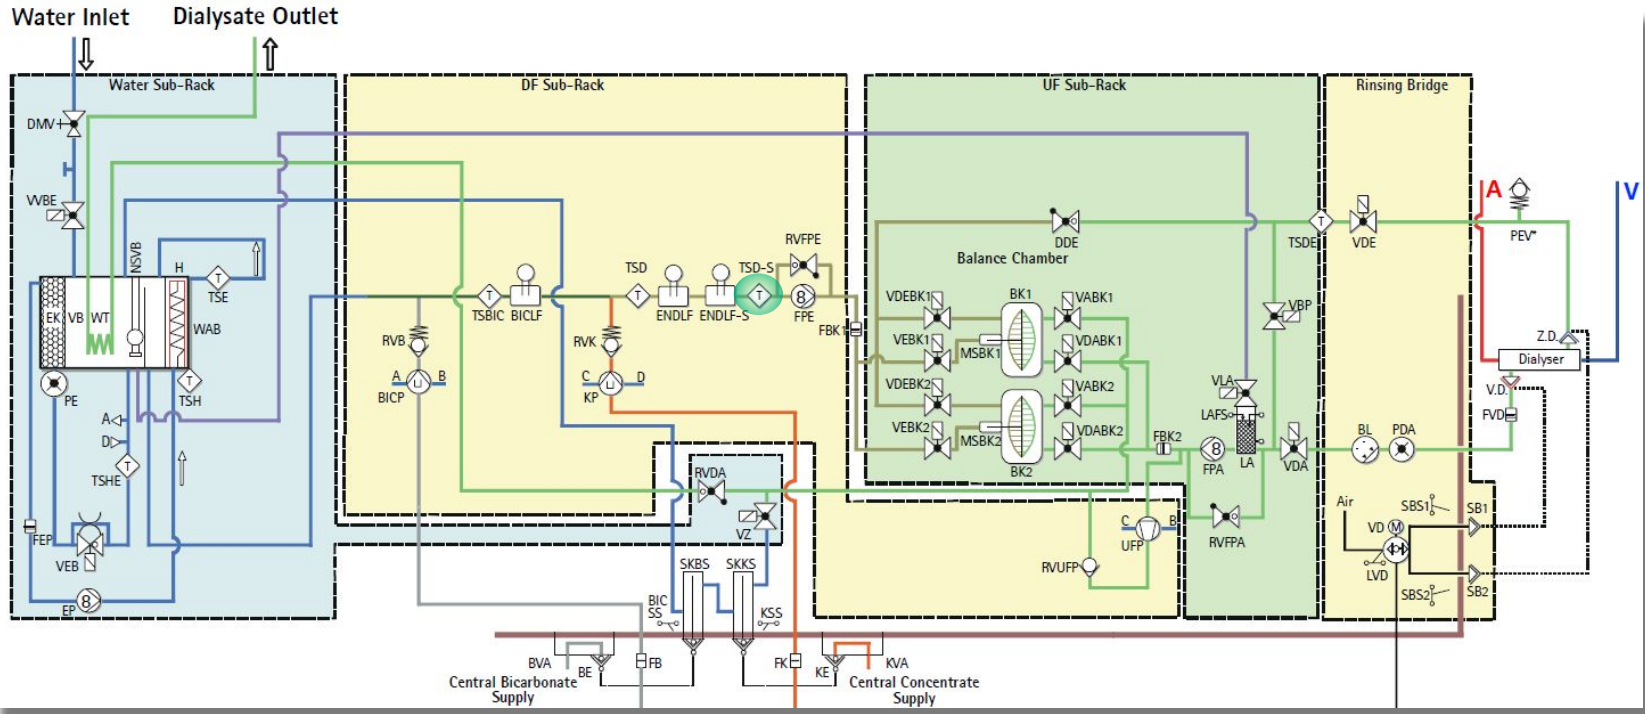 Water Inlet
Dialysate Outlet
Water Sub-Rack
DF Sub-Rack
UF Sub-Rack
Rinsing Bridge
DMV
VVBE
NSVB
H
TSE
EK
VB
WT
WAB
PE
TSH
A
D
TSHE
FEP
VEB
EP
RVFPE
TSD
TSD-S
TSBIC
BICLF
ENDLF
ENDLF-S
FPE
FBK1
RVB
A
B
BICP
RVK
C
D
KP
RVDA
VZ
SKBS
SKKS
BIC
SS
KSS
BVA
BE
FB
FK
KE
KVA
Central Bicarbonate
Supply
Central Concentrate
Supply
DDE
Balance Chamber
VDEBK1
BK1
VABK1
VEBK1
MSBK1
VDABK1
VDEBK2
VABK2
VEBK2
MSBK2
VDABK2
BK2
FBK2
FPA
VLA
LAFS
LA
VDA
VBP
TSDE
VDE
RVFPA
C
B
UFP
RVUFP
A
V
PEV*
Z.D.
Dialyser
V.D.
FVD
BL
PDA
Air
SBS1
SB1
VD
M
LVD
SBS2
SB2
T
T
T
T
T
T
T
T
8
8
8